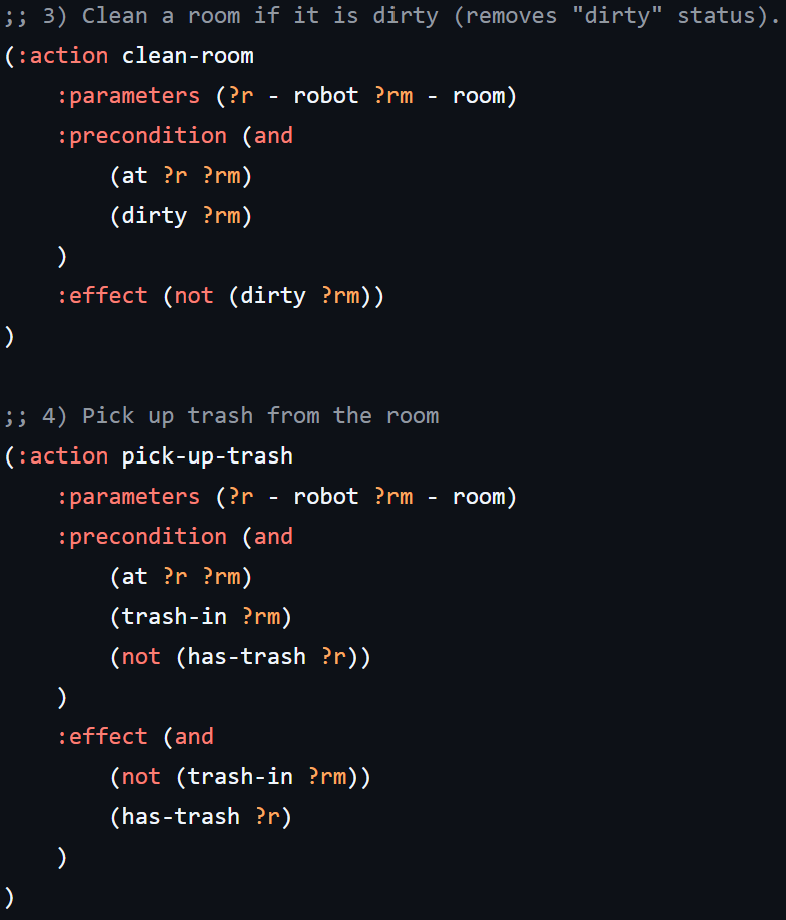 ;; 3) Clean a room if it is dirty (removes "dirty" status).
(:action clean-room
    :parameters (?r - robot ?rm - room)
    :precondition (and
        (at ?r ?rm)
        (dirty ?rm)
    )
    :effect (not (dirty ?rm))
)

;; 4) Pick up trash from the room
(:action pick-up-trash
    :parameters (?r - robot ?rm - room)
    :precondition (and
        (at ?r ?rm)
        (trash-in ?rm)
        (not (has-trash ?r))
    )
    :effect (and
        (not (trash-in ?rm))
        (has-trash ?r)
    )
)